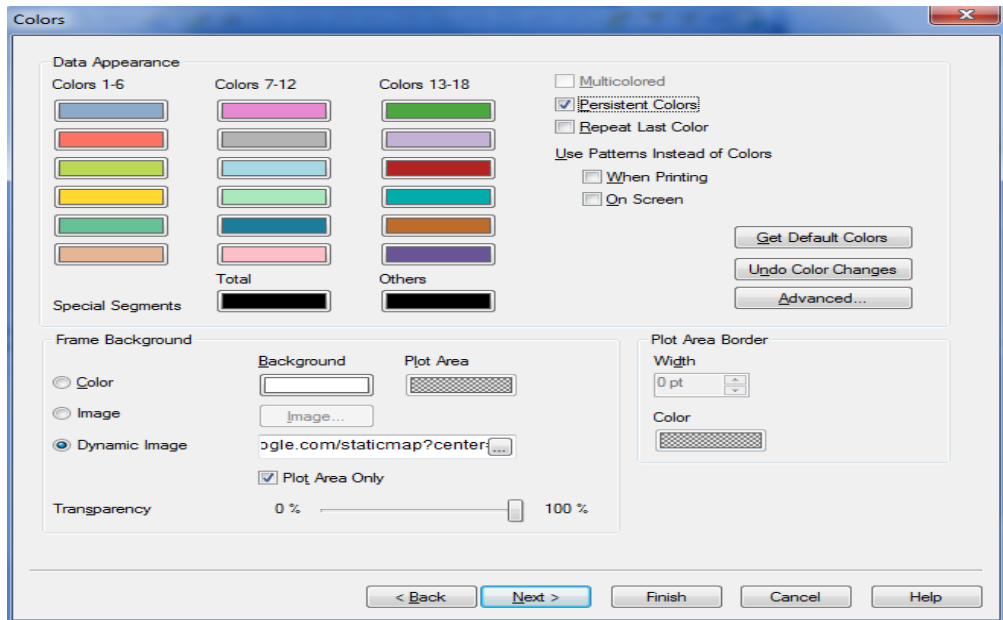 Colors
Data Appearance
Colors 1-6
Colors 7-12
Colors 13-18
Multicolored
Persistent Colors
Repeat Last Color
Use Patterns Instead of Colors
When Printing
On Screen
Get Default Colors
Undo Color Changes
Advanced...
Total
Others
Special Segments
Frame Background
Background
Plot Area
Color
Image
Image...
Dynamic Image
ogle.com/staticmap?center=
...
Plot Area Only
Transparency
0 %
100 %
Plot Area Border
Width
0 pt
Color
< Back
Next >
Finish
Cancel
Help